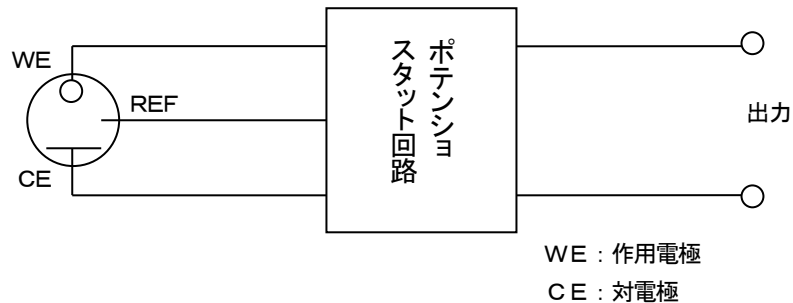 WE
REF
CE
ポテンショ
スタット回路
出力
WE：作用電極
CE：対電極